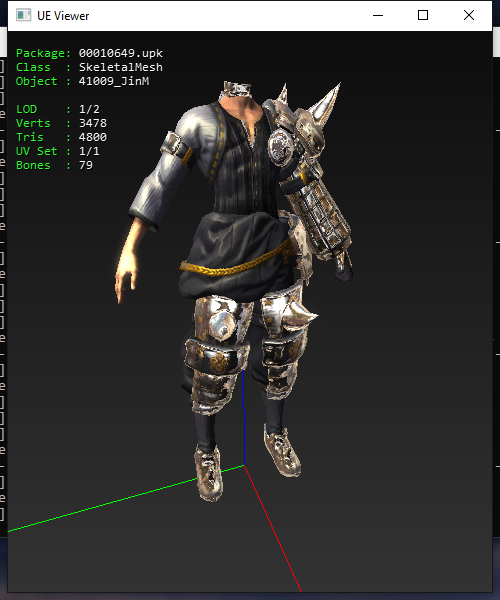 UE Viewer
Package: 00010649.upk
Class  : SkeletalMesh
Object : 41009_JinM
LOD    : 1/2
Verts  : 3478
Tris   : 4800
UV Set : 1/1
Bones  : 79